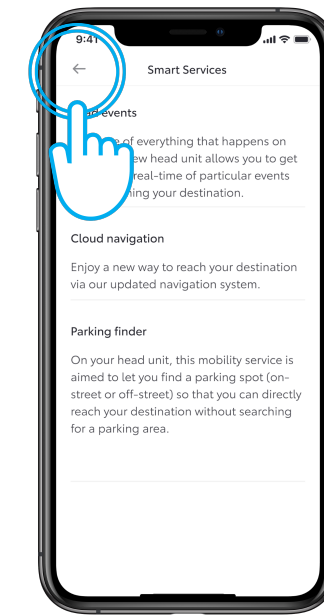 9:41
Smart Services
events
of everything that happens on
ew head unit allows you to get
real-time of particular events
ing your destination.
Cloud navigation
Enjoy a new way to reach your destination
via our updated navigation system.
Parking finder
On your head unit, this mobility service is
aimed to let you find a parking spot (on-
street or off-street) so that you can directly
reach your destination without searching
for a parking area.